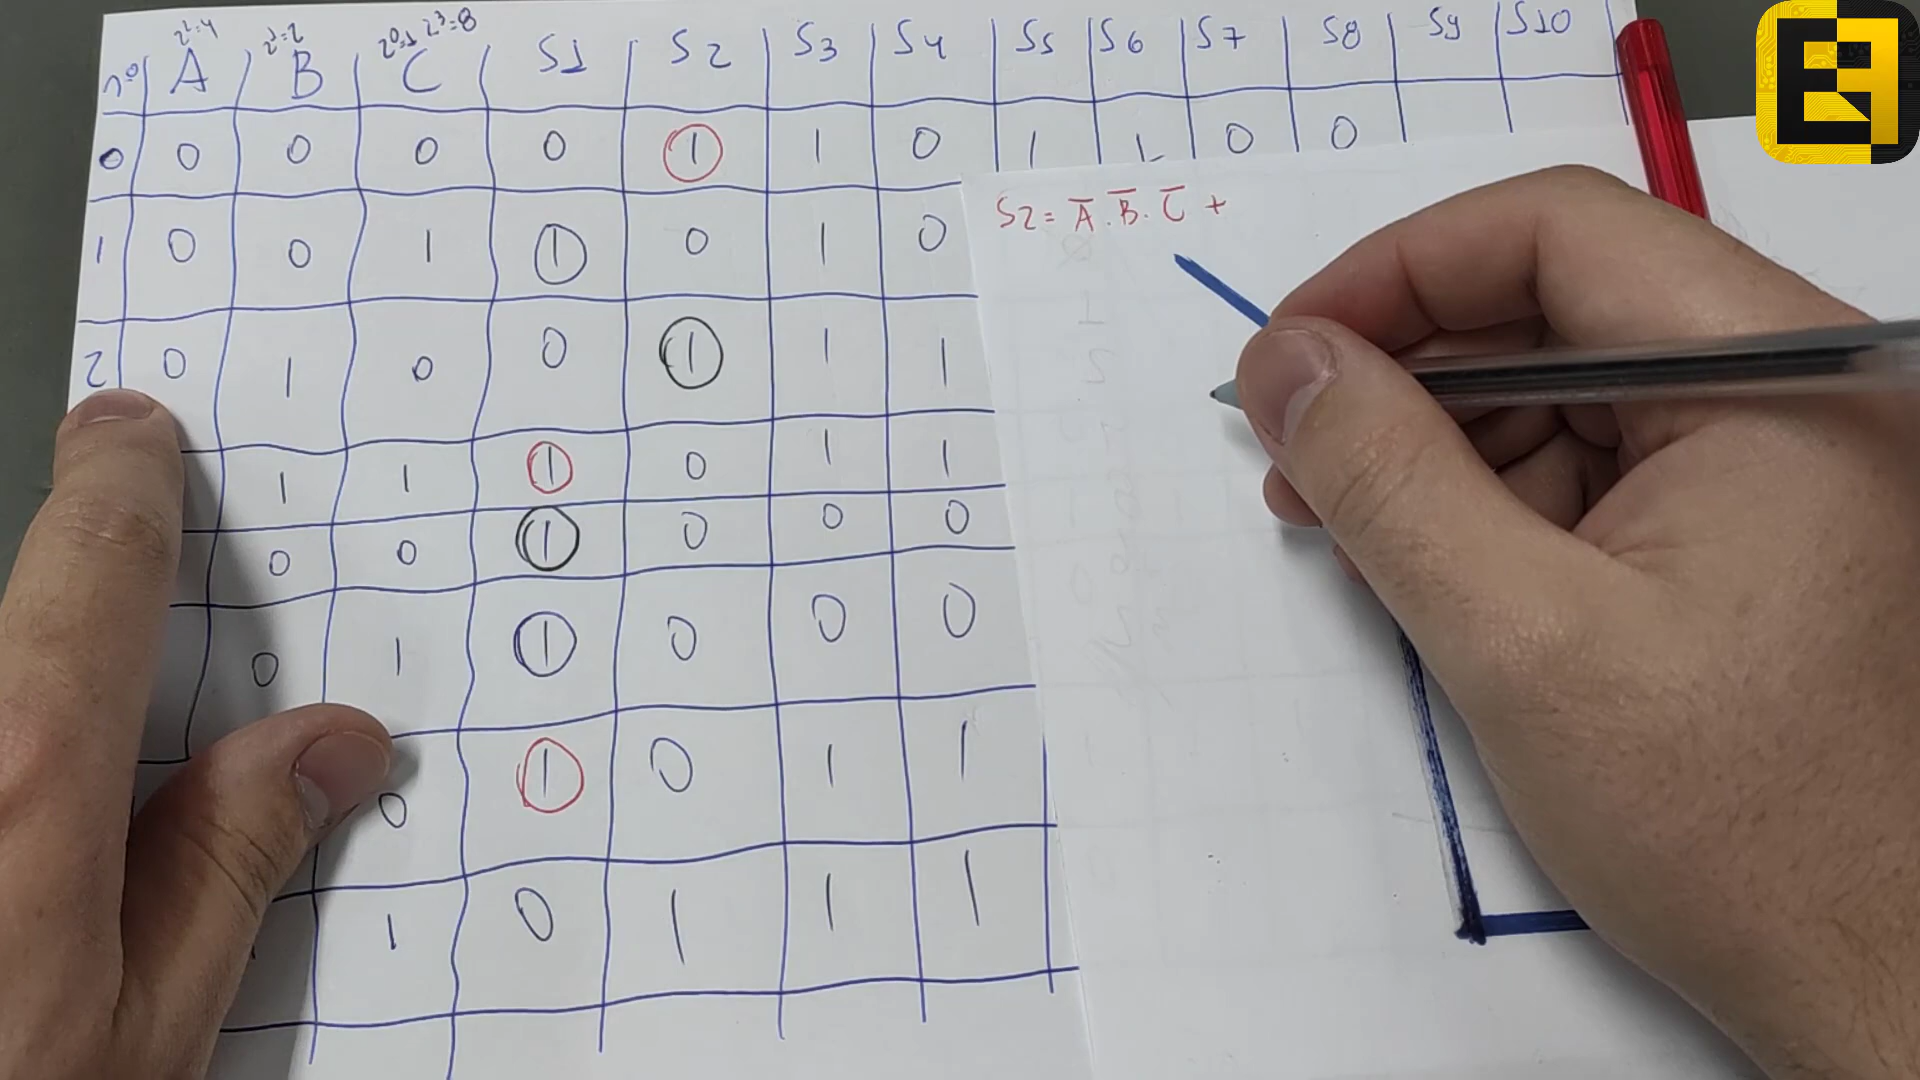 2²=4 2¹=2 2⁰=1 2³=8
nº A B C S1 S2 S3 S4 S5 S6 S7 S8 S9 S10
0 0 0 0 0 1 1 0 1 1 0 0
1 0 0 1 1 0 1 0
2 0 1 0 0 1 1 1
1 1 1 0 1 1
0 0 1 0 0 0
0 1 1 0 0 0
0 1 0 1 1
1 0 1 1 1
S2= A̅.B̅.C̅ +
EF